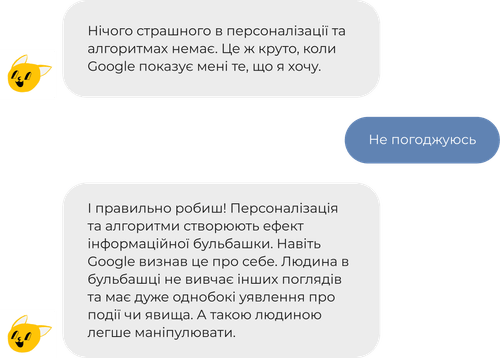 Нічого страшного в персоналізації та
алгоритмах немає. Це ж круто, коли
Google показує мені те, що я хочу.
Не погоджуюсь
І правильно робиш! Персоналізація
та алгоритми створюють ефект
інформаційної бульбашки. Навіть
Google визнав це про себе. Людина в
бульбашці не вивчає інших поглядів
та має дуже однобокі уявлення про
події чи явища. А такою людиною
легше маніпулювати.